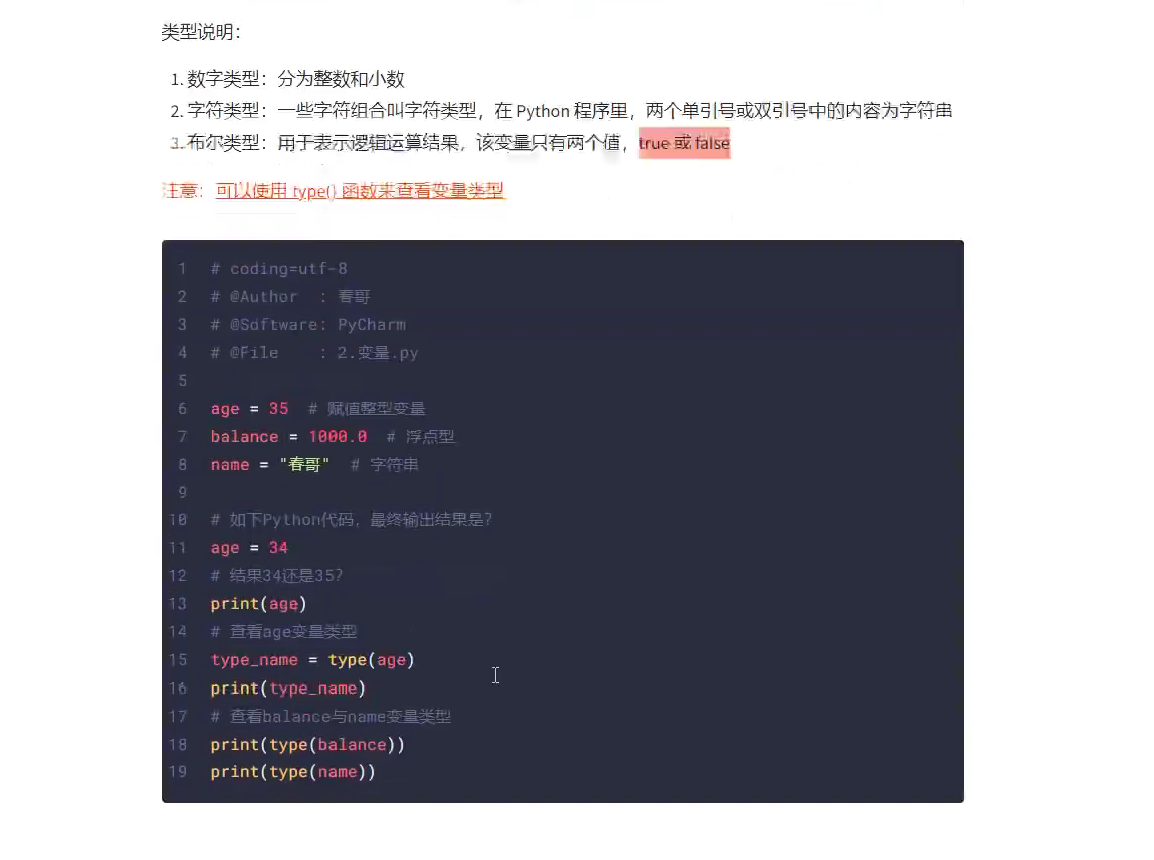 类型说明：
1. 数字类型：分为整数和小数
2. 字符类型：一些字符组合叫字符类型，在 Python 程序里，两个单引号或双引号中的内容为字符串
3. 布尔类型：用于表示逻辑运算结果，该变量只有两个值，true 或 false
注意：可以使用 type() 函数来查看变量类型
1 # coding=utf-8
2 # @Author  : 春哥
3 # @Software: PyCharm
4 # @File    : 2.变量.py
5
6 age = 35  # 赋值整型变量
7 balance = 1000.0  # 浮点型
8 name = "春哥"  # 字符串
9
10 # 如下Python代码，最终输出结果是？
11 age = 34
12 # 结果34还是35？
13 print(age)
14 # 查看age变量类型
15 type_name = type(age)
16 print(type_name)
17 # 查看balance与name变量类型
18 print(type(balance))
19 print(type(name))